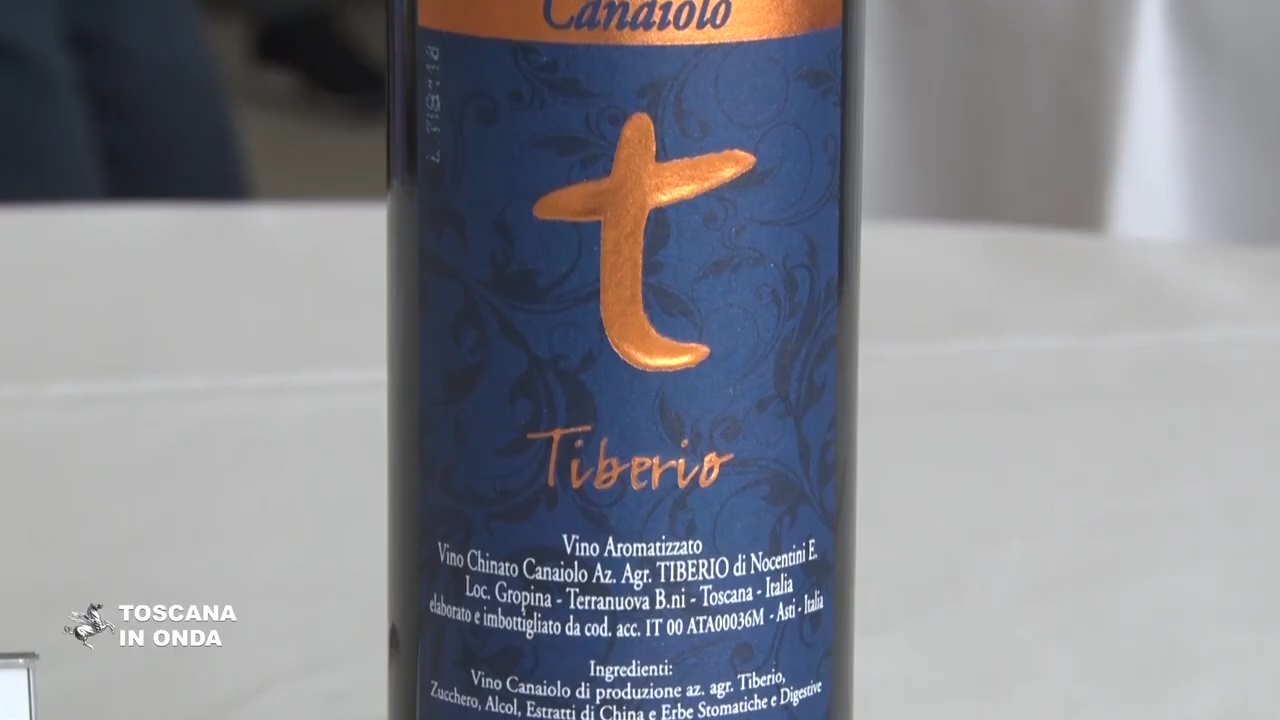 Canaiolo
L. TIB118
t
Tiberio
Vino Aromatizzato
Vino Chinato Canaiolo Az. Agr. TIBERIO di Nocentini E.
Loc. Gropina - Terranuova B.ni - Toscana - Italia
elaborato e imbottigliato da cod. acc. IT 00 ATA00036M - Asti - Italia
Ingredienti:
Vino Canaiolo di produzione az. agr. Tiberio,
Zucchero, Alcol, Estratti di China e Erbe Stomatiche e Digestive
TOSCANA
IN ONDA